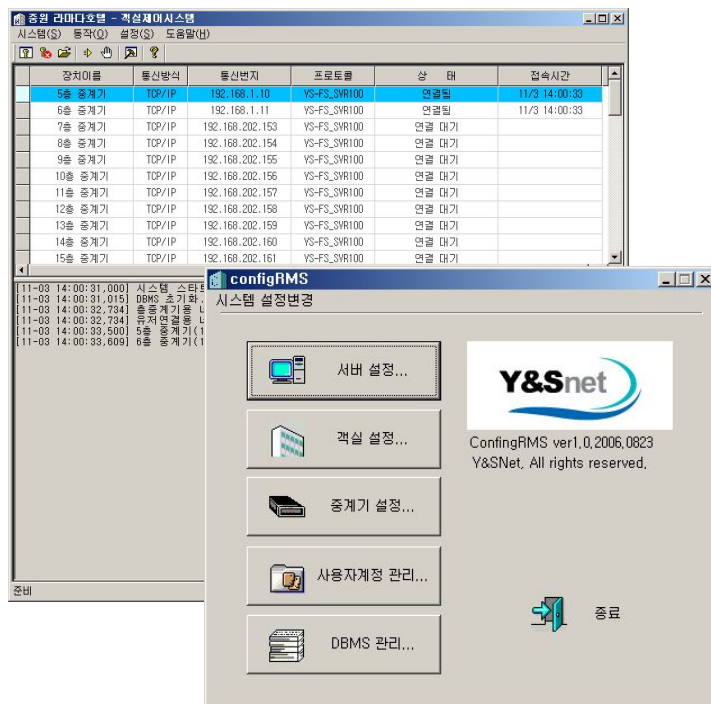 중원 라마다호텔 - 객실제어시스템
시스템(S) 동작(O) 설정(S) 도움말(H)
장치이름 통신방식 통신번지 프로토콜 상 태 접속시간
5층 중계기 TCP/IP 192.168.1.10 YS-FS_SVR100 연결됨 11/3 14:00:33
6층 중계기 TCP/IP 192.168.1.11 YS-FS_SVR100 연결됨 11/3 14:00:33
7층 중계기 TCP/IP 192.168.202.153 YS-FS_SVR100 연결 대기
8층 중계기 TCP/IP 192.168.202.154 YS-FS_SVR100 연결 대기
9층 중계기 TCP/IP 192.168.202.155 YS-FS_SVR100 연결 대기
10층 중계기 TCP/IP 192.168.202.156 YS-FS_SVR100 연결 대기
11층 중계기 TCP/IP 192.168.202.157 YS-FS_SVR100 연결 대기
12층 중계기 TCP/IP 192.168.202.158 YS-FS_SVR100 연결 대기
13층 중계기 TCP/IP 192.168.202.159 YS-FS_SVR100 연결 대기
14층 중계기 TCP/IP 192.168.202.160 YS-FS_SVR100 연결 대기
15층 중계기 TCP/IP 192.168.202.161 YS-FS_SVR100 연결 대기
[11-03 14:00:31,000] 시스템 스타트
[11-03 14:00:31,015] DBMS 초기화.
[11-03 14:00:32,734] 층중계기용
[11-03 14:00:32,734] 유저연결용
[11-03 14:00:33,500] 5층 중계기(1
[11-03 14:00:33,609] 6층 중계기(1
준비
configRMS
시스템 설정변경
서버 설정...
객실 설정...
중계기 설정...
사용자계정 관리...
DBMS 관리...
Y&Snet
ConfingRMS ver1.0.2006.0823
Y&SNet, All rights reserved.
종료